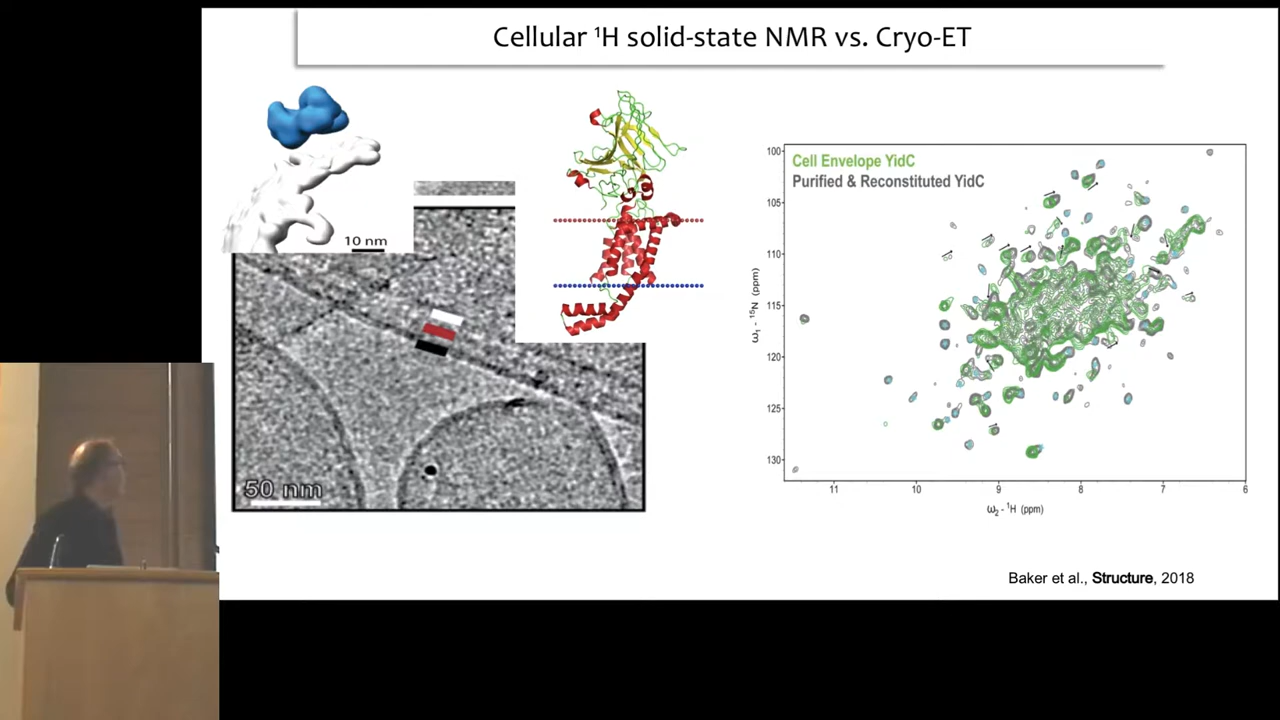 Cellular ¹H solid-state NMR vs. Cryo-ET
10 nm
50 nm
Cell Envelope YidC
Purified & Reconstituted YidC
100
105
110
115
120
125
130
ω₁ - ¹⁵N (ppm)
11
10
9
8
7
6
ω₂ - ¹H (ppm)
Baker et al., Structure, 2018